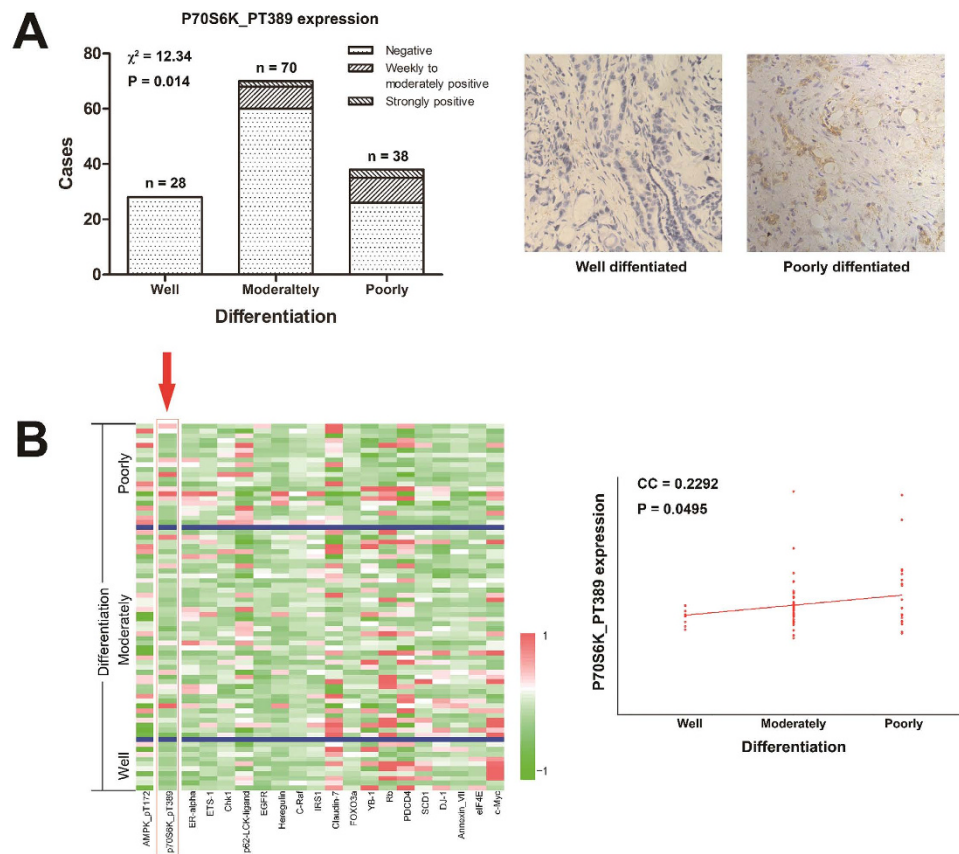 A
P70S6K_PT389 expression
χ² = 12.34
P = 0.014
Negative
Weekly to
moderately positive
Strongly positive
Cases
80
60
40
20
0
n = 28
n = 70
n = 38
Well
Moderaltely
Poorly
Differentiation
Well diffentiated
Poorly diffentiated
B
Differentiation
Poorly
Moderately
Well
AMPK_pT172
p70S6K_pT389
ER-alpha
ETS-1
Chk1
p62-LCK-ligand
EGFR
Heregulin
C-Raf
IRS1
Claudin-7
FOXO3a
YB-1
Rb
PDCD4
SCD1
DJ-1
Annexin_VII
eIF4E
c-Myc
1
0
−1
P70S6K_PT389 expression
CC = 0.2292
P = 0.0495
Well
Moderately
Poorly
Differentiation